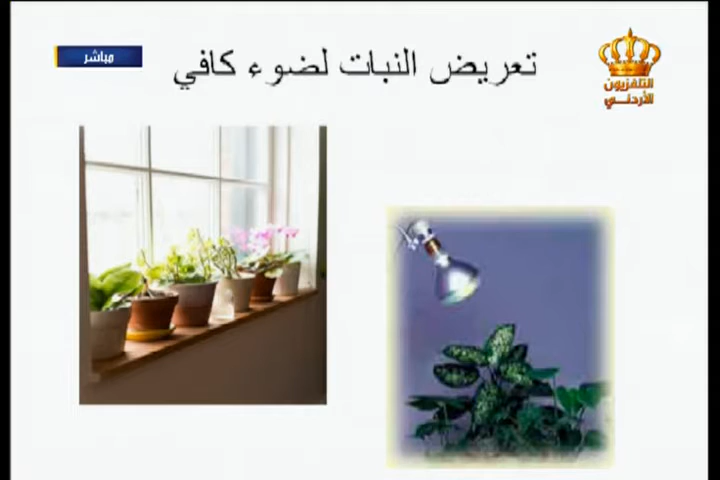 مباشر
تعريض النبات لضوء كافي
التلفزيون
الأردني